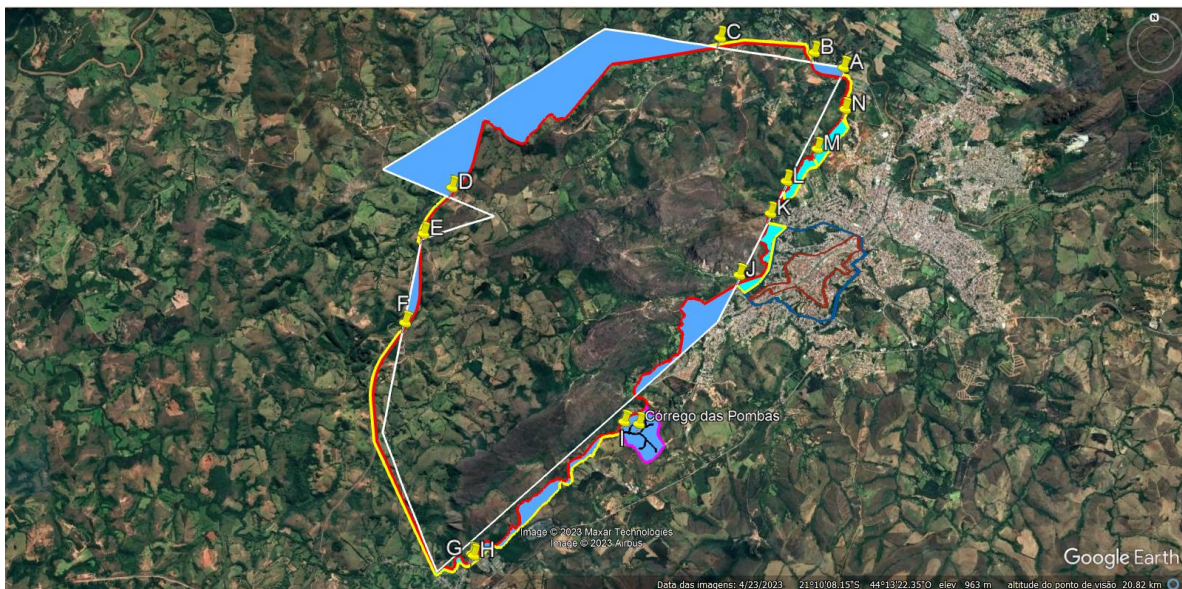 N
C
B
A
N
M
L
K
D
E
J
F
Córrego das Pombas
I
G
H
Image © 2023 Maxar Technologies
Image © 2023 Airbus
Google Earth
Data das imagens: 4/23/2023 21°10'08.15"S 44°13'22.35"O elev 963 m altitude do ponto de visão 20.82 km